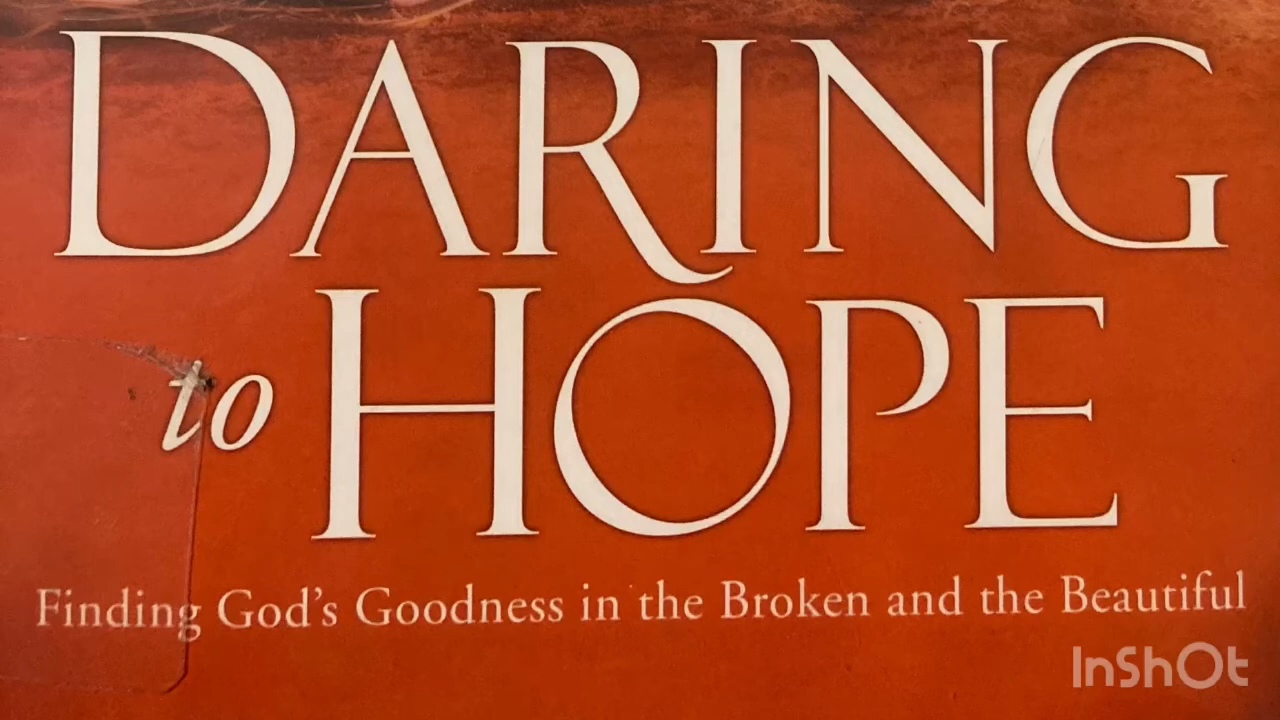 DARING
to HOPE
Finding God's Goodness in the Broken and the Beautiful
InShOt